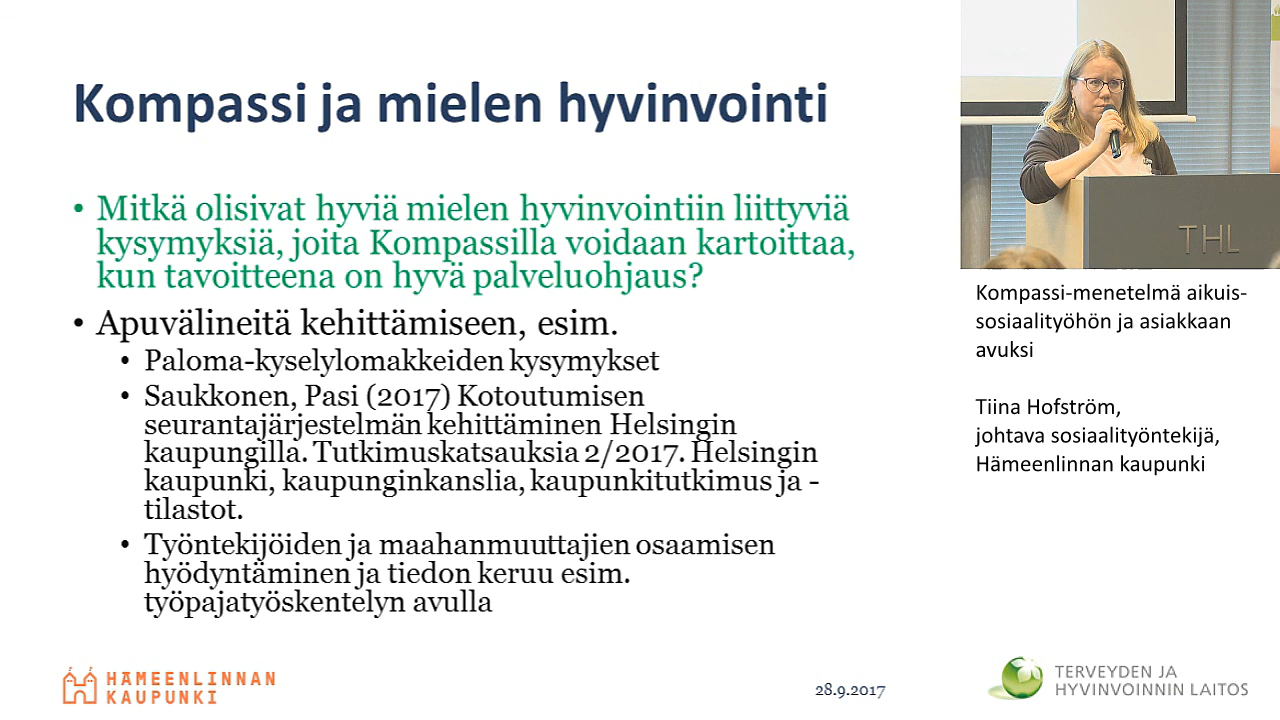 Kompassi ja mielen hyvinvointi
• Mitkä olisivat hyviä mielen hyvinvointiin liittyviä
kysymyksiä, joita Kompassilla voidaan kartoittaa,
kun tavoitteena on hyvä palveluohjaus?
• Apuvälineitä kehittämiseen, esim.
• Paloma-kyselylomakkeiden kysymykset
• Saukkonen, Pasi (2017) Kotoutumisen
seurantajärjestelmän kehittäminen Helsingin
kaupungilla. Tutkimuskatsauksia 2/2017. Helsingin
kaupunki, kaupunginkanslia, kaupunkitutkimus ja -
tilastot.
• Työntekijöiden ja maahanmuuttajien osaamisen
hyödyntäminen ja tiedon keruu esim.
työpajatyöskentelyn avulla
HÄMEENLINNAN
KAUPUNKI
28.9.2017
THL
Kompassi-menetelmä aikuis-
sosiaalityöhön ja asiakkaan
avuksi
Tiina Hofström,
johtava sosiaalityöntekijä,
Hämeenlinnan kaupunki
TERVEYDEN JA
HYVINVOINNIN LAITOS